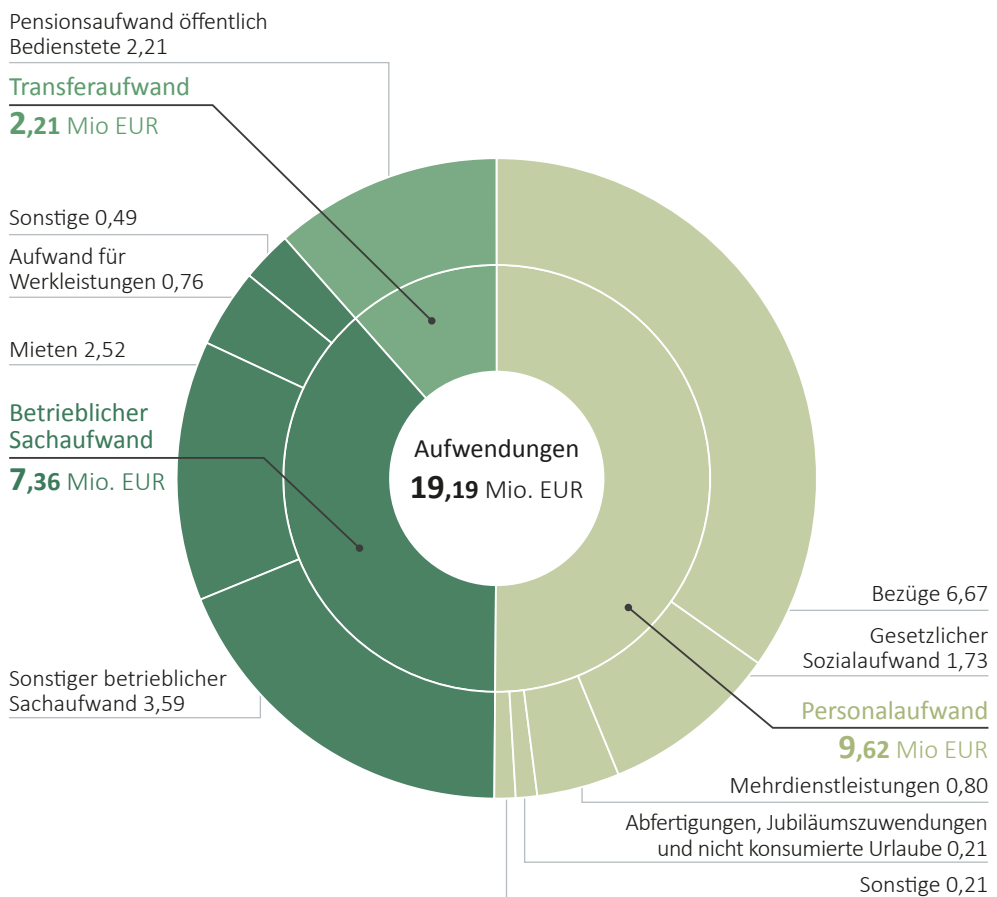 Pensionsaufwand öffentlich
Bedienstete 2,21
Transferaufwand
2,21 Mio EUR
Sonstige 0,49
Aufwand für
Werkleistungen 0,76
Mieten 2,52
Betrieblicher
Sachaufwand
7,36 Mio. EUR
Sonstiger betrieblicher
Sachaufwand 3,59
Aufwendungen
19,19 Mio. EUR
Bezüge 6,67
Gesetzlicher
Sozialaufwand 1,73
Personalaufwand
9,62 Mio EUR
Mehrdienstleistungen 0,80
Abfertigungen, Jubiläumszuwendungen
und nicht konsumierte Urlaube 0,21
Sonstige 0,21